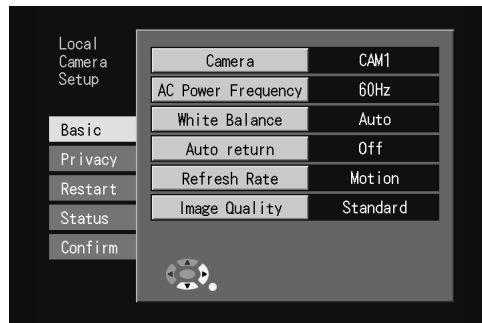 Local
Camera
Setup
Basic
Privacy
Restart
Status
Confirm
Camera CAM1
AC Power Frequency 60Hz
White Balance Auto
Auto return Off
Refresh Rate Motion
Image Quality Standard